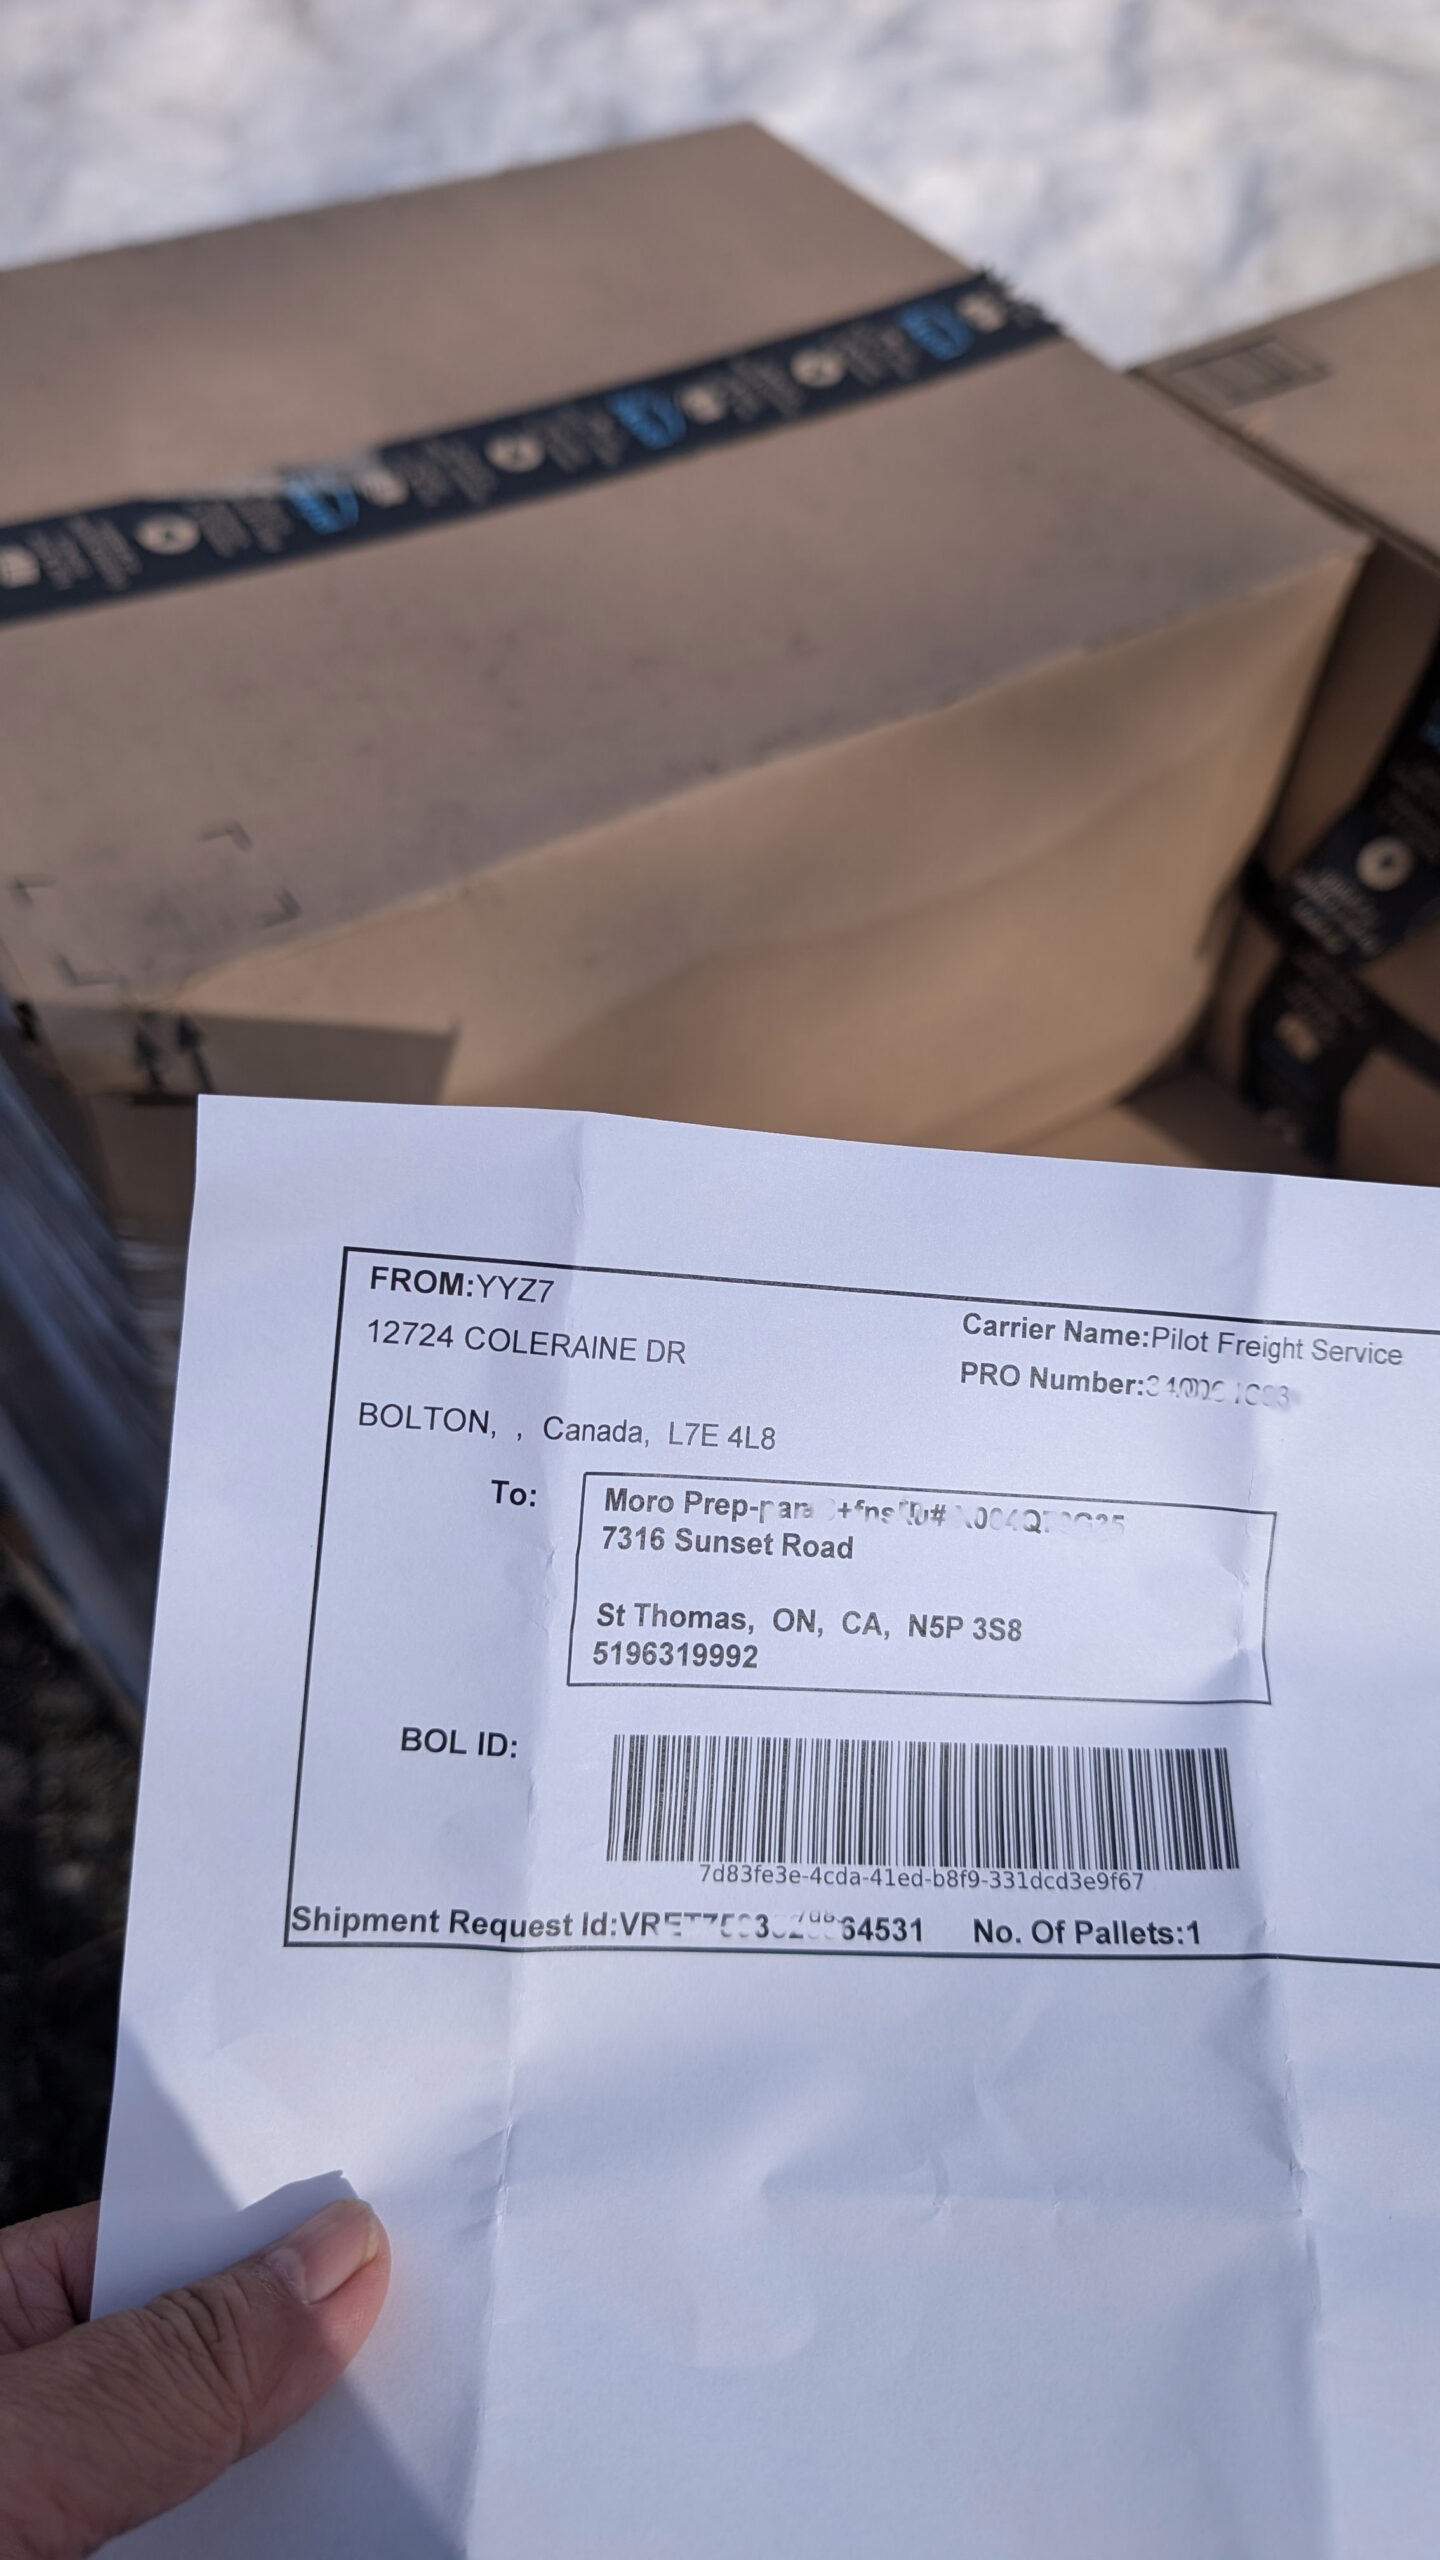 FROM:YYZ7
12724 COLERAINE DR
BOLTON, , Canada, L7E 4L8
Carrier Name:Pilot Freight Service
PRO Number:
To:
Moro
7316 Sunset Road
St Thomas, ON, CA, N5P 3S8
5196319992
BOL ID:
7d83fe3e-4cda-41ed-b8f9-331dcd3e9f67
Shipment Request Id: No. Of Pallets:1